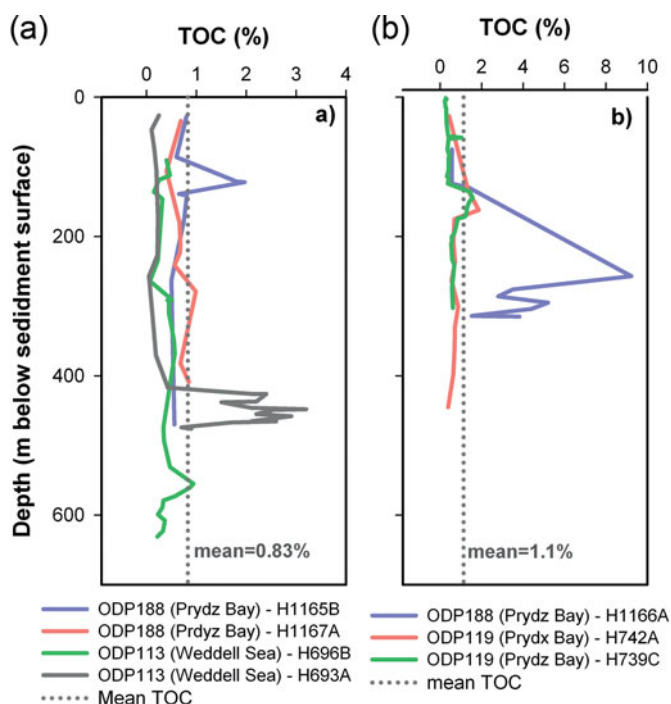 (a)
TOC (%)
0 1 2 3 4
a)
0
200
400
600
Depth (m below sedidment surface)
mean=0.83%
ODP188 (Prydz Bay) - H1165B
ODP188 (Prdyz Bay) - H1167A
ODP113 (Weddell Sea) - H696B
ODP113 (Weddell Sea) - H693A
Mean TOC
(b)
TOC (%)
0 2 4 6 8 10
b)
mean=1.1%
ODP188 (Prydz Bay) - H1166A
ODP119 (Prydx Bay) - H742A
ODP119 (Prydz Bay) - H739C
mean TOC